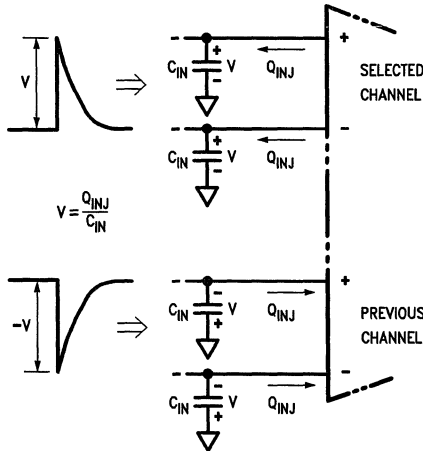 V
C_IN + V - Q_INJ +
SELECTED
CHANNEL
C_IN + V - Q_INJ -
V = Q_INJ / C_IN
-V
C_IN - V + Q_INJ +
PREVIOUS
CHANNEL
C_IN - V + Q_INJ -